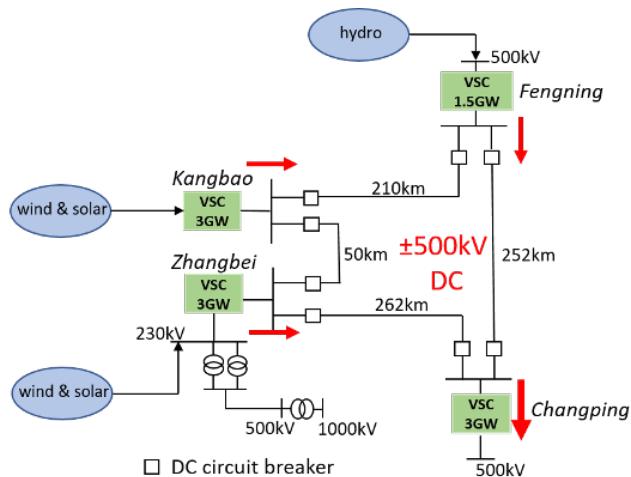 hydro
500kV
VSC
1.5GW
Fengning
Kangbao
VSC
3GW
wind & solar
210km
50km
±500kV
DC
252km
Zhangbei
VSC
3GW
262km
230kV
wind & solar
500kV
1000kV
VSC
3GW
Changping
500kV
DC circuit breaker